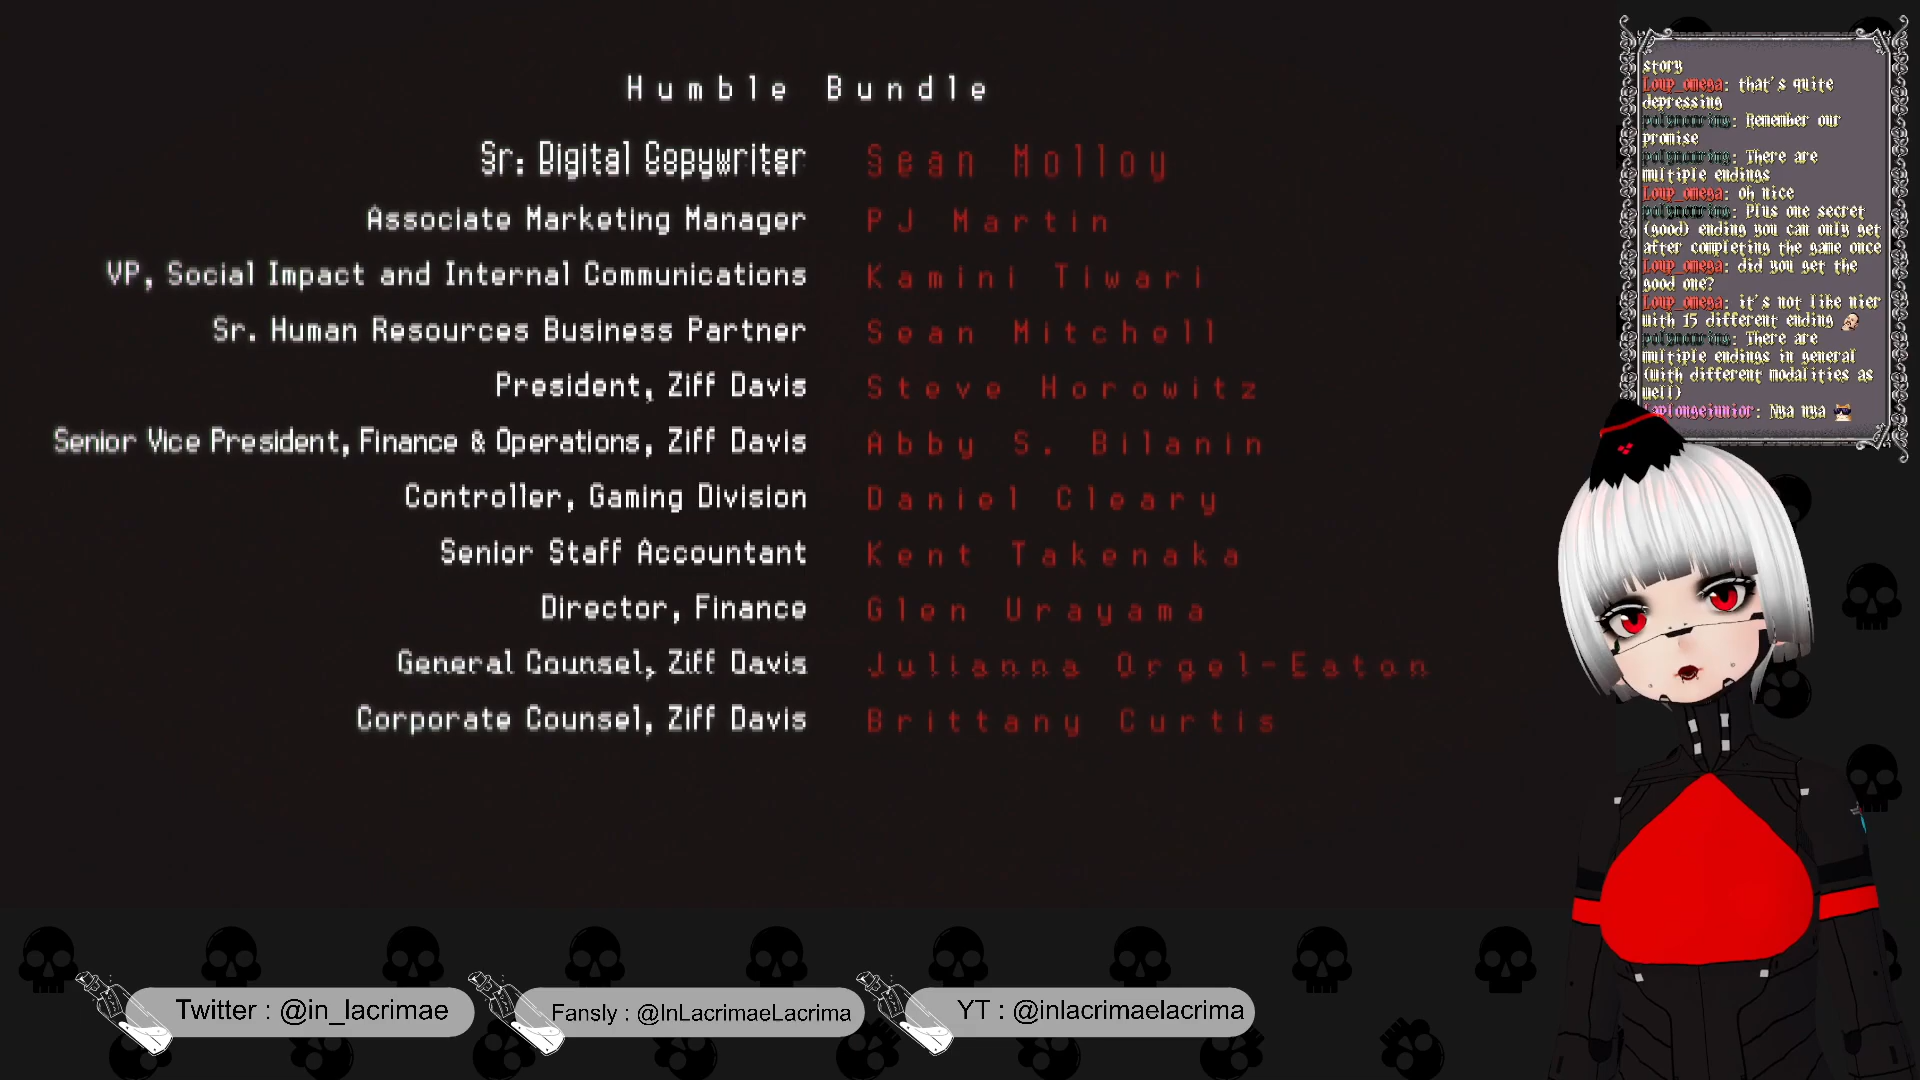 Humble Bundle
Sr. Digital Copywriter Sean Molloy
Associate Marketing Manager PJ Martin
VP, Social Impact and Internal Communications Kamini Tiwari
Sr. Human Resources Business Partner Sean Mitchell
President, Ziff Davis Steve Horowitz
Senior Vice President, Finance & Operations, Ziff Davis Abby S. Bilanin
Controller, Gaming Division Daniel Cleary
Senior Staff Accountant Kent Takenaka
Director, Finance Glen Urayama
General Counsel, Ziff Davis Julianna Orgel-Eaton
Corporate Counsel, Ziff Davis Brittany Curtis
story
Loup_omega: that's quite
depressing
Remember our
promise
There are
multiple endings
Loup_omega: oh nice
Plus one secret
(good) ending you can only get
after completing the game once
Loup_omega: did you get the
good one?
Loup_omega: it's not like nier
with 15 different ending
There are
multiple endings in general
(with different modalities as
well)
Nya nya
Twitter : @in_lacrimae
Fansly : @InLacrimaeLacrima
YT : @inlacrimaelacrima